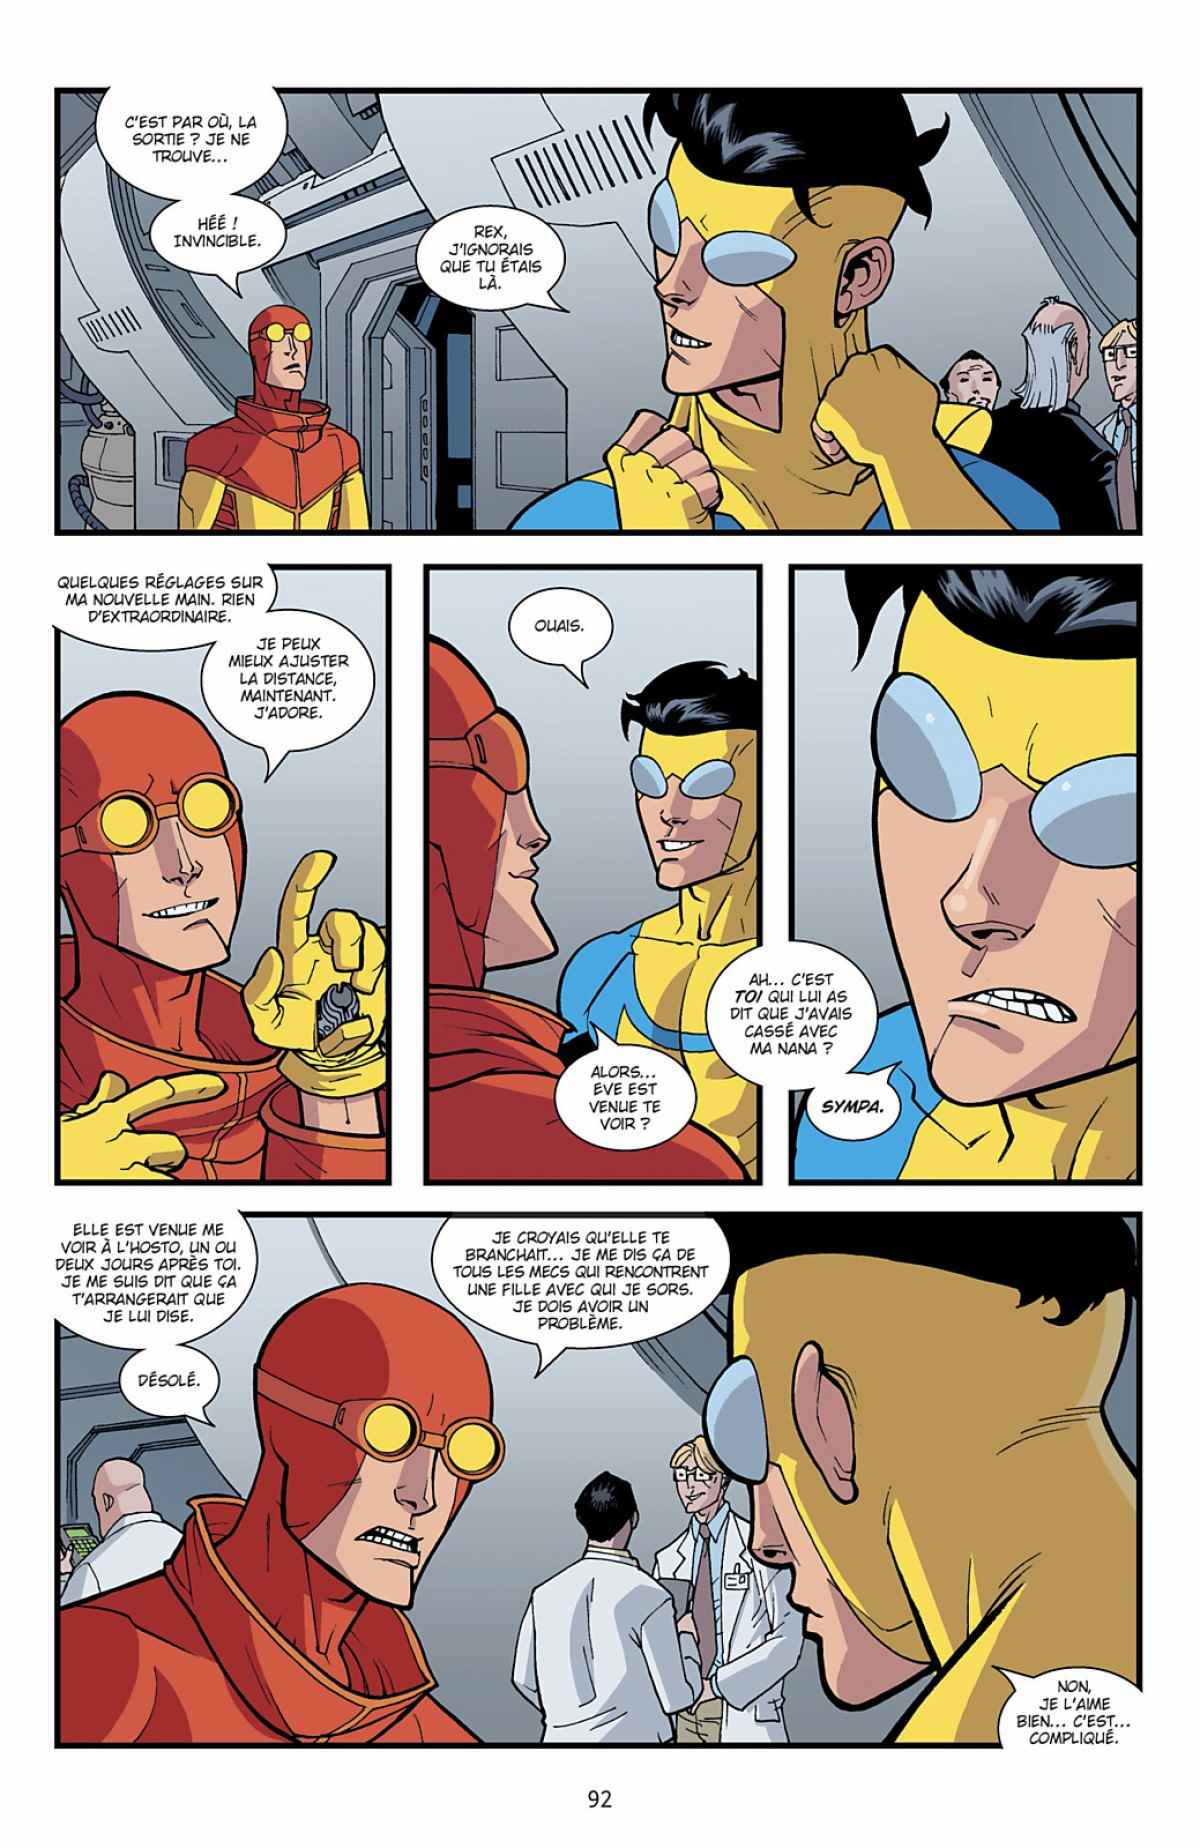 C'EST PAR OÙ, LA
SORTIE ? JE NE
TROUVE...
HÉÉ !
INVINCIBLE.
REX,
J'IGNORAIS
QUE TU ÉTAIS
LÀ.
QUELQUES RÉGLAGES SUR
MA NOUVELLE MAIN. RIEN
D'EXTRAORDINAIRE.
JE PEUX
MIEUX AJUSTER
LA DISTANCE,
MAINTENANT.
J'ADORE.
OUAIS.
ALORS...
EVE EST
VENUE TE
VOIR ?
AH... C'EST
TOI QUI LUI AS
DIT QUE J'AVAIS
CASSÉ AVEC
MA NANA ?
SYMPA.
ELLE EST VENUE ME
VOIR À L'HOSTO, UN OU
DEUX JOURS APRÈS TOI.
JE ME SUIS DIT QUE ÇA
T'ARRANGERAIT QUE
JE LUI DISE.
DÉSOLÉ.
JE CROYAIS QU'ELLE TE
BRANCHAIT... JE ME DIS ÇA DE
TOUS LES MECS QUI RENCONTRENT
UNE FILLE AVEC QUI JE SORS.
JE DOIS AVOIR UN
PROBLÈME.
NON,
JE L'AIME
BIEN... C'EST...
COMPLIQUÉ.
92